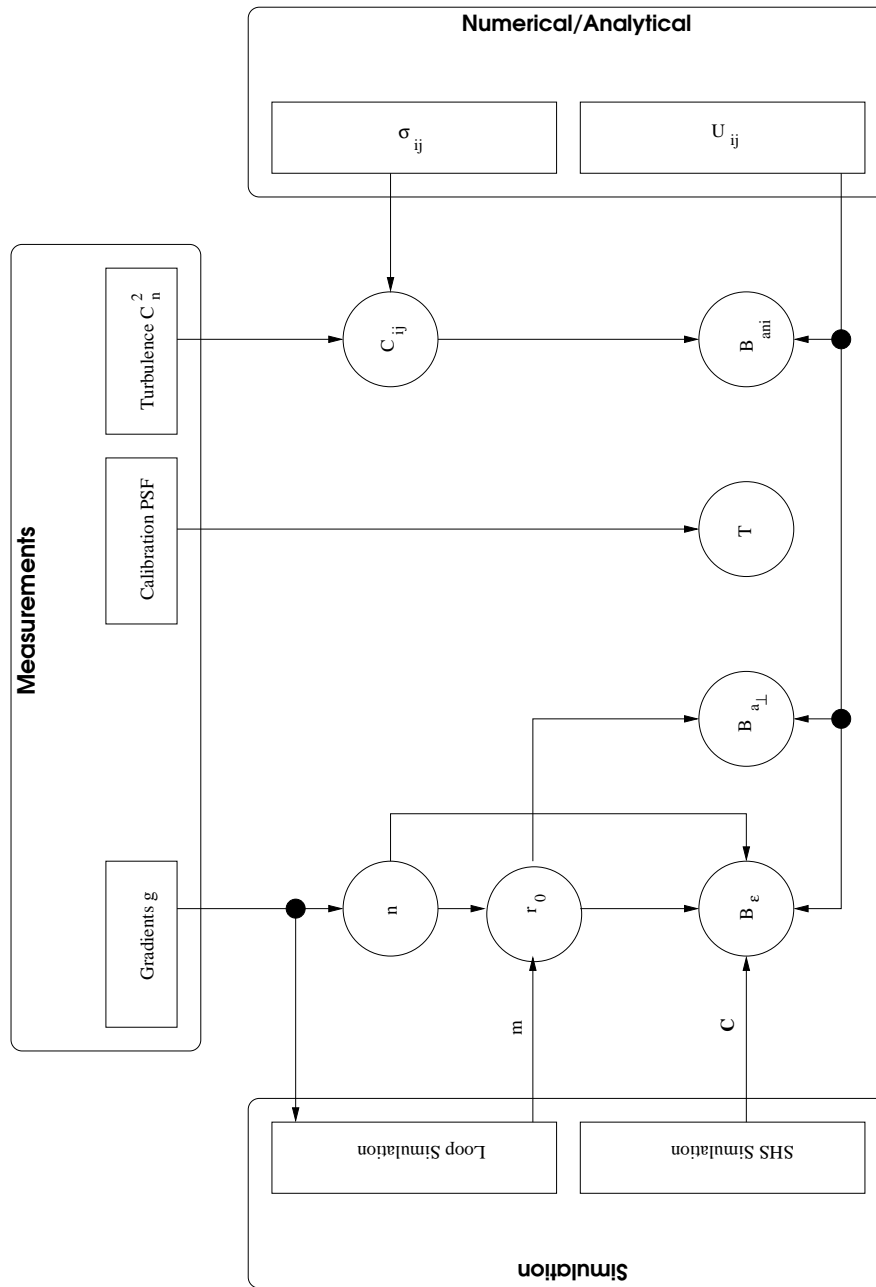 Numerical/Analytical
σ ij
U ij
Measurements
Turbulence C n 2
Calibration PSF
Gradients g
C ij
B ani
T
B a⊥
n
r 0
B ε
m
C
Loop Simulation
SHS Simulation
Simulation